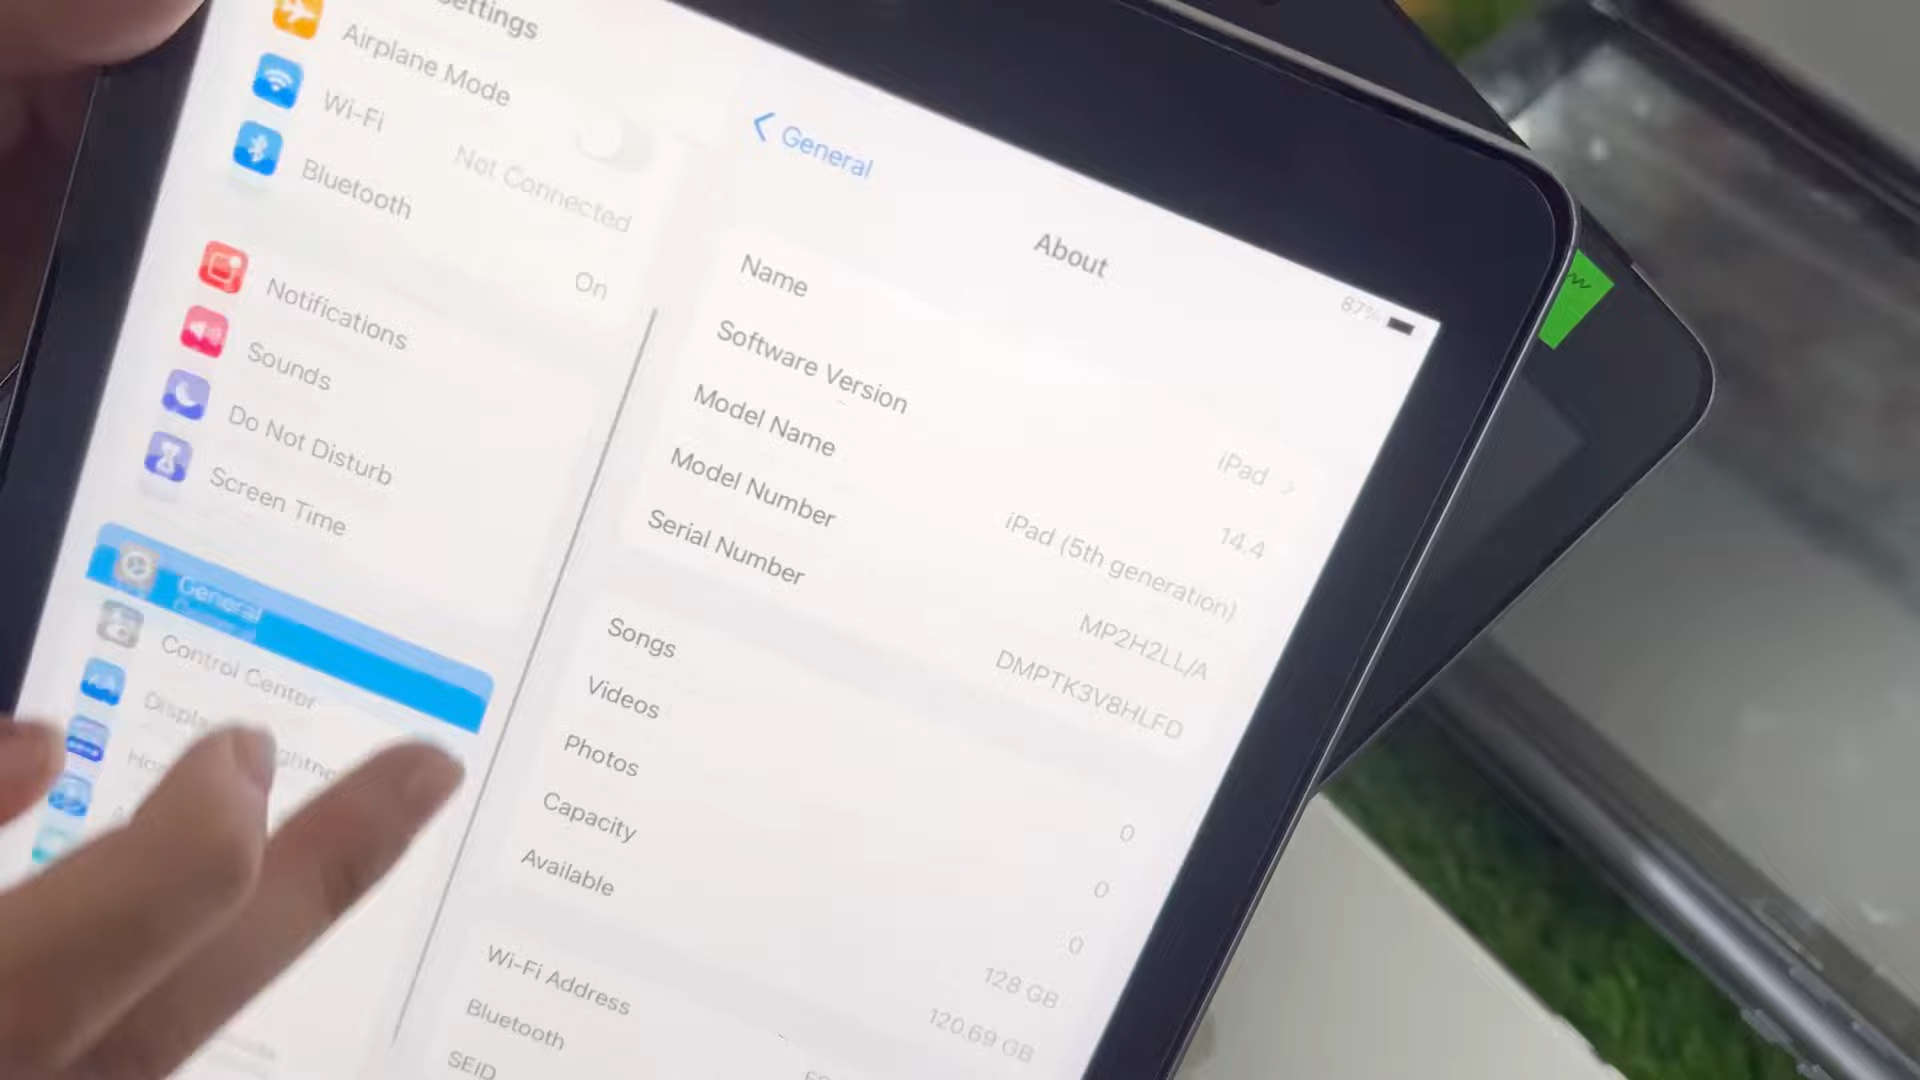 Settings
Airplane Mode
Wi-Fi
Not Connected
Bluetooth
On
Notifications
Sounds
Do Not Disturb
Screen Time
General
Control Center
General
About
87%
Name
iPad
Software Version
14.4
Model Name
iPad (5th generation)
Model Number
MP2H2LL/A
Serial Number
DMPTK3V8HLFD
Songs
0
Videos
0
Photos
0
Capacity
128 GB
Available
120.69 GB
Wi-Fi Address
Bluetooth
SEID